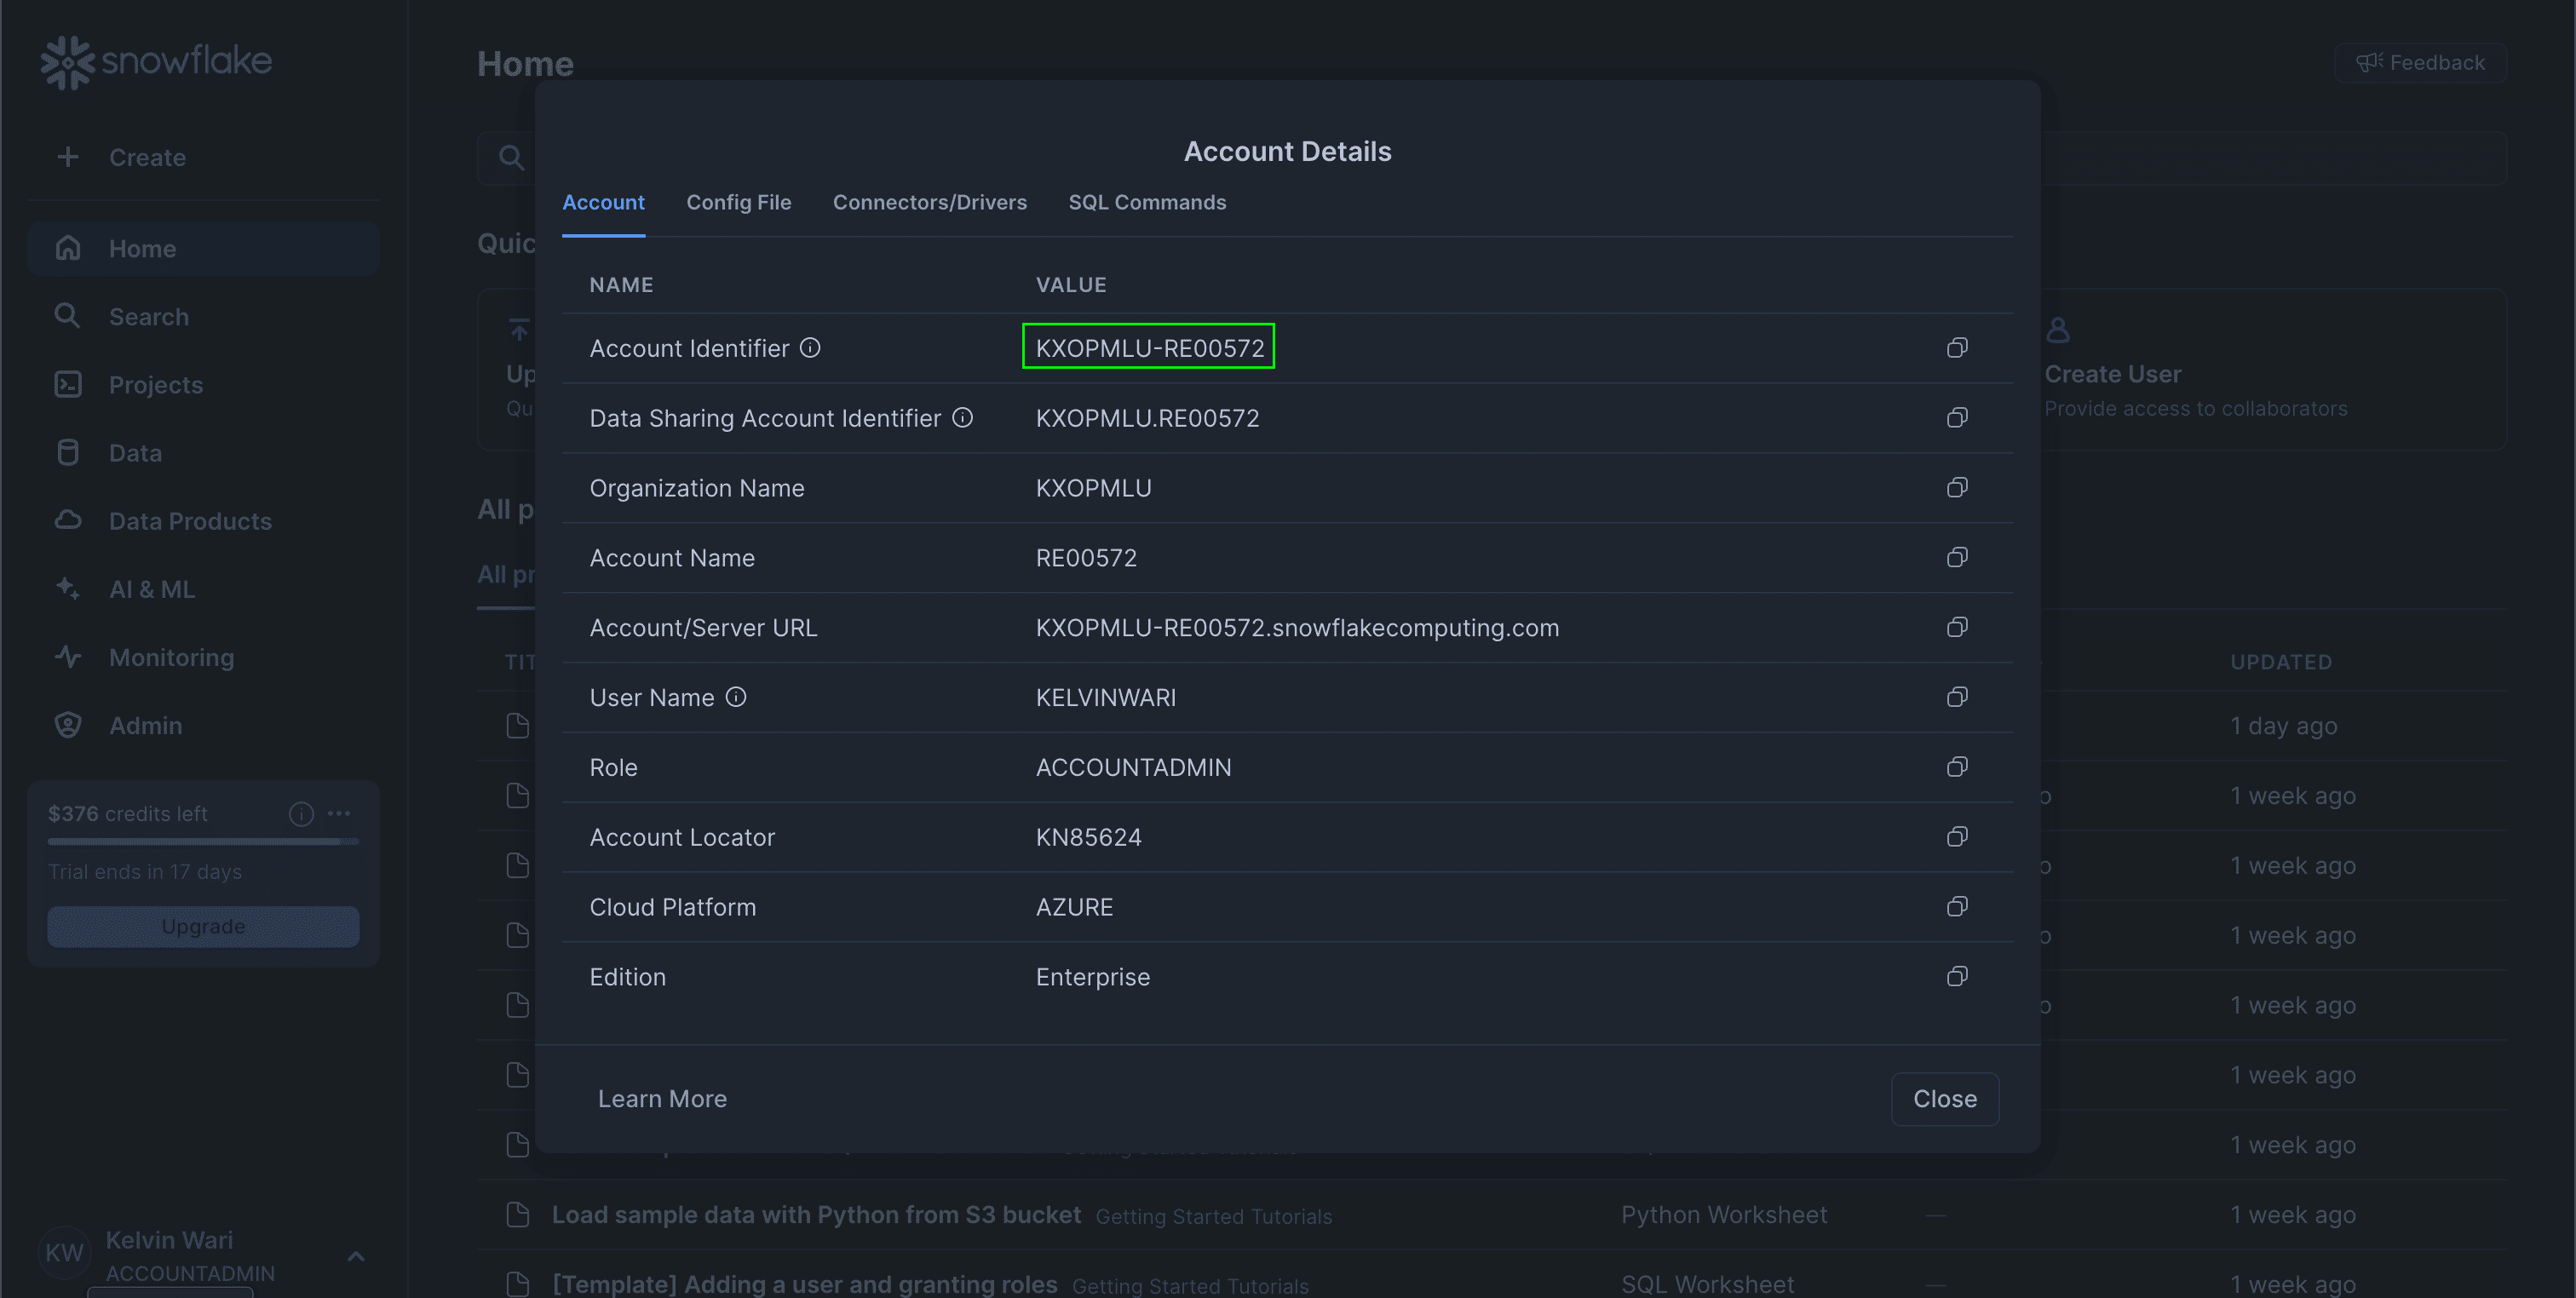 snowflake
Create
Home
Search
Projects
Data
Data Products
AI & ML
Monitoring
Admin
$376 credits left
Trial ends in 17 days
Upgrade
KW
Kelvin Wari
ACCOUNTADMIN
Home
Feedback
Account Details
Account Config File Connectors/Drivers SQL Commands
NAME VALUE
Account Identifier KXOPMLU-RE00572
Data Sharing Account Identifier KXOPMLU.RE00572
Organization Name KXOPMLU
Account Name RE00572
Account/Server URL KXOPMLU-RE00572.snowflakecomputing.com
User Name KELVINWARI
Role ACCOUNTADMIN
Account Locator KN85624
Cloud Platform AZURE
Edition Enterprise
Learn More Close
Create User
Provide access to collaborators
UPDATED
1 day ago
1 week ago
1 week ago
1 week ago
1 week ago
1 week ago
1 week ago
Load sample data with Python from S3 bucket Getting Started Tutorials Python Worksheet — 1 week ago
[Template] Adding a user and granting roles Getting Started Tutorials SQL Worksheet — 1 week ago